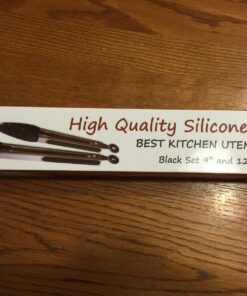 High Quality Silicone
BEST KITCHEN UTEN
Black Set 9" and 12